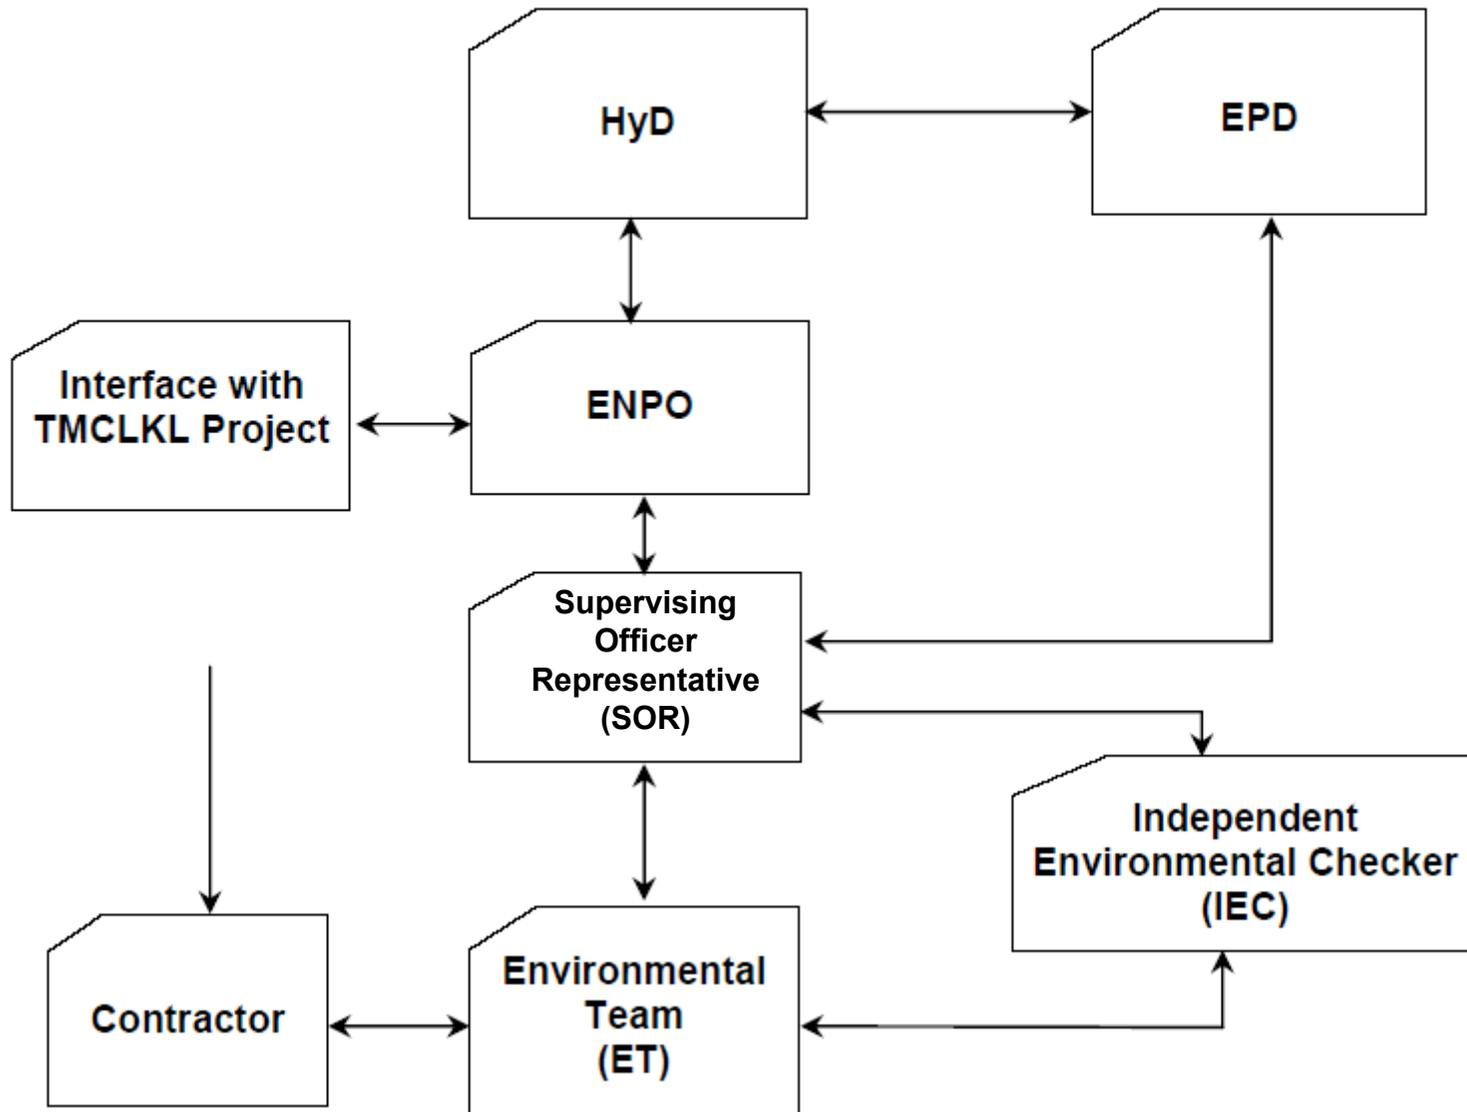 HyD
EPD
Interface with
TMCLKL Project
ENPO
Supervising
Officer
Representative
(SOR)
Independent
Environmental Checker
(IEC)
Contractor
Environmental
Team
(ET)